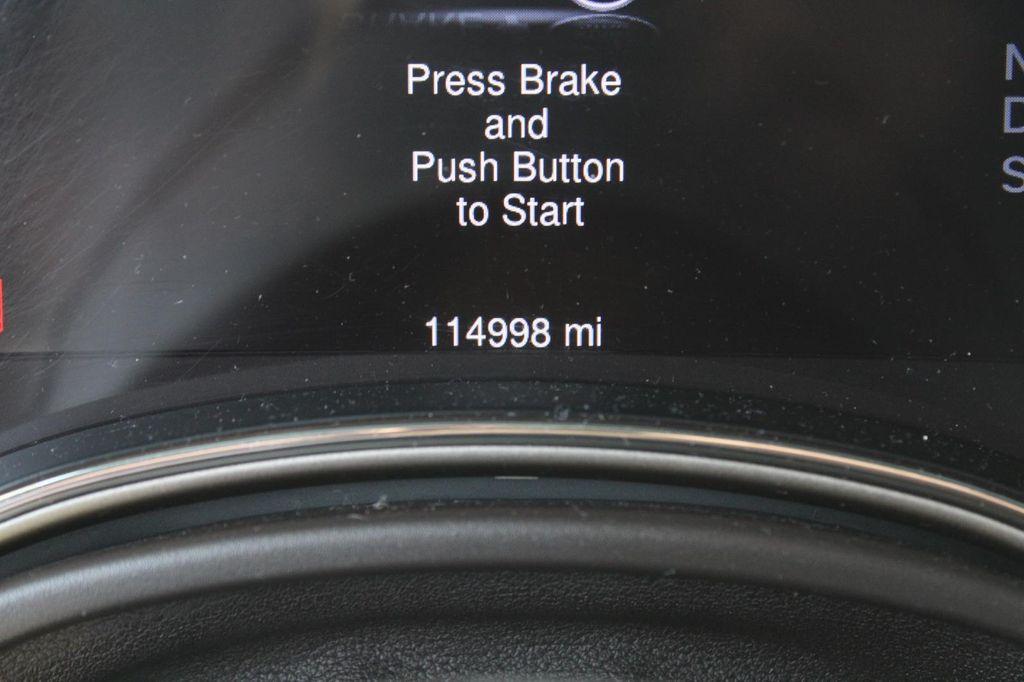 Press Brake
and
Push Button
to Start
N
D
S
114998 mi